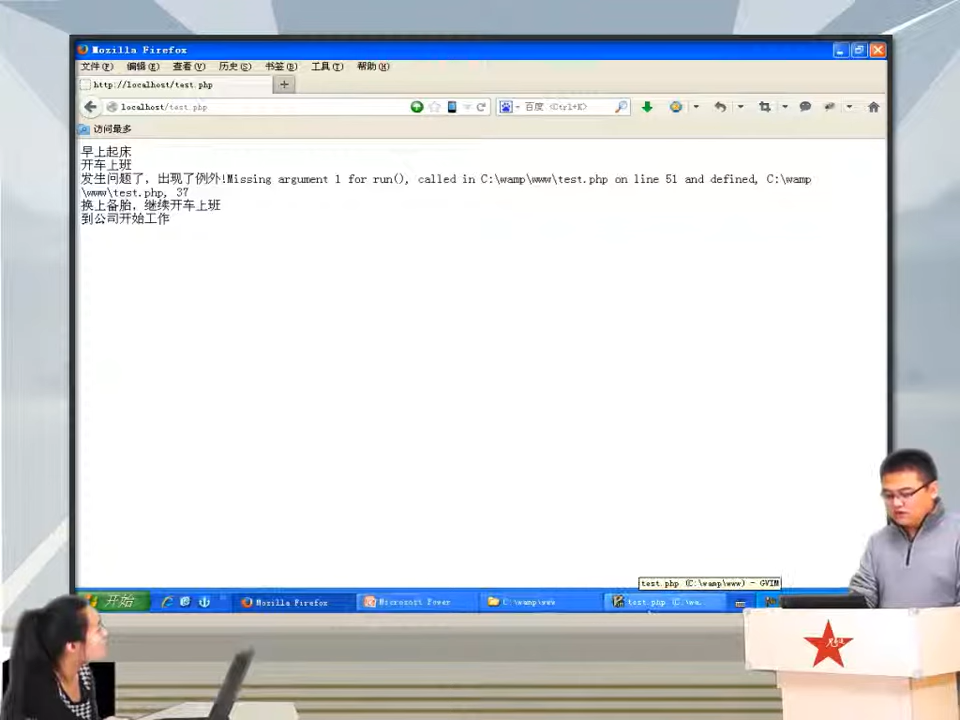 Mozilla Firefox
文件(F) 编辑(E) 查看(V) 历史(S) 书签(B) 工具(T) 帮助(H)
http://localhost/test.php
localhost/test.php
百度 <Ctrl+K>
访问最多
早上起床
开车上班
发生问题了，出现了例外!Missing argument 1 for run(), called in C:\wamp\www\test.php on line 51 and defined, C:\wamp
\www\test.php, 37
换上备胎，继续开车上班
到公司开始工作
test.php (C:\wamp\www) - GVIM
开始 Mozilla Firefox Microsoft Power C:\wamp\www test.php (C:\wa...